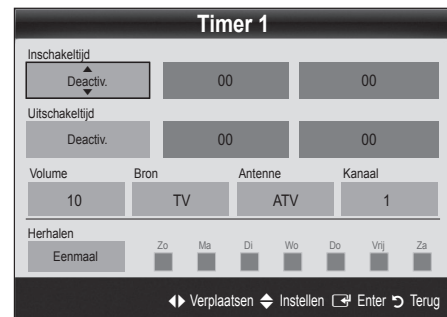 Timer 1
Inschakeltijd
Deactiv. 00 00
Uitschakeltijd
Deactiv. 00 00
Volume Bron Antenne Kanaal
10 TV ATV 1
Herhalen
Eenmaal Zo Ma Di Wo Do Vrij Za
Verplaatsen Instellen Enter Terug